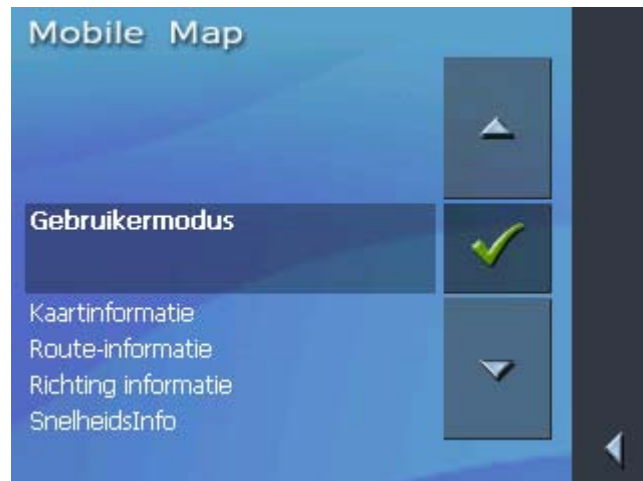 Mobile Map
Gebruikermodus
Kaartinformatie
Route-informatie
Richting informatie
SnelheidsInfo